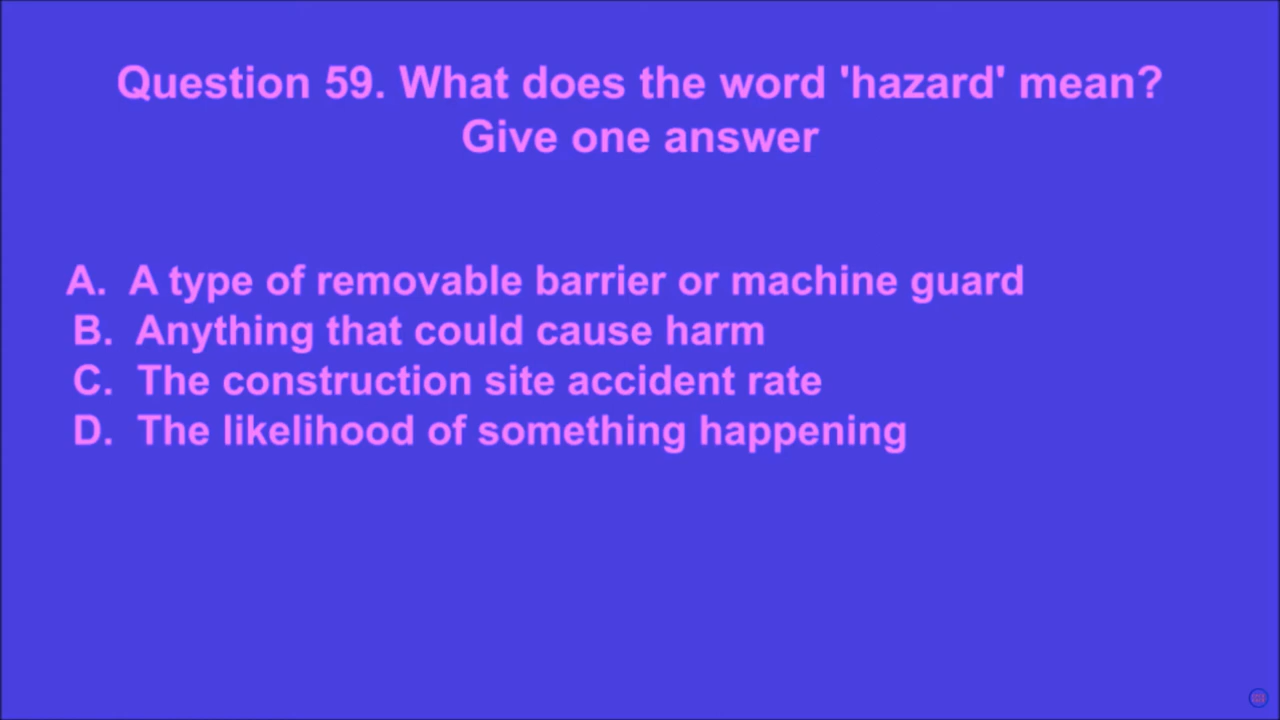 Question 59. What does the word 'hazard' mean?
Give one answer
A. A type of removable barrier or machine guard
B. Anything that could cause harm
C. The construction site accident rate
D. The likelihood of something happening